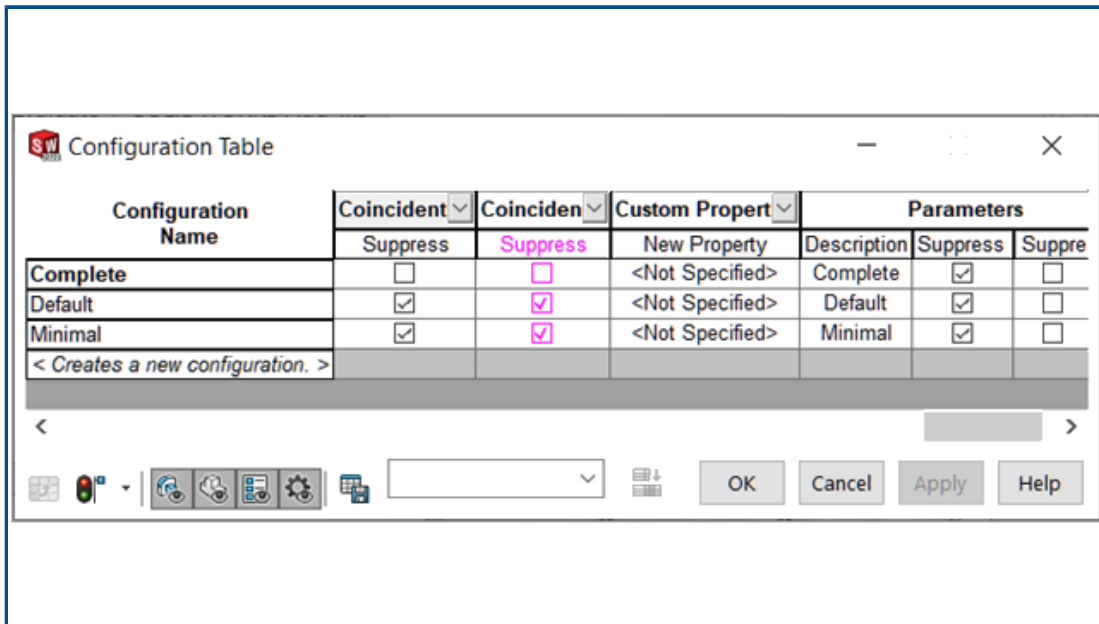 SW Configuration Table
Configuration Name Coincident Coinciden Custom Propert Parameters
Suppress Suppress New Property Description Suppress Suppre
Complete <Not Specified> Complete
Default <Not Specified> Default
Minimal <Not Specified> Minimal
< Creates a new configuration. >
OK Cancel Apply Help